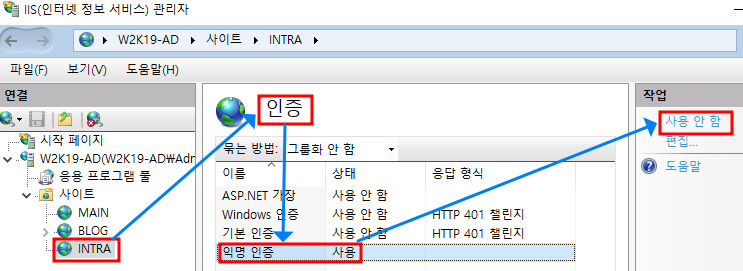 IIS(인터넷 정보 서비스) 관리자
W2K19-AD ▸ 사이트 ▸ INTRA ▸
파일(F) 보기(V) 도움말(H)
연결
시작 페이지
W2K19-AD(W2K19-AD\Adm
응용 프로그램 풀
사이트
MAIN
BLOG
INTRA
인증
묶는 방법: 그룹화 안 함
이름 상태 응답 형식
ASP.NET 가장 사용 안 함
Windows 인증 사용 안 함 HTTP 401 챌린지
기본 인증 사용 안 함 HTTP 401 챌린지
익명 인증 사용
작업
사용 안 함
편집...
도움말